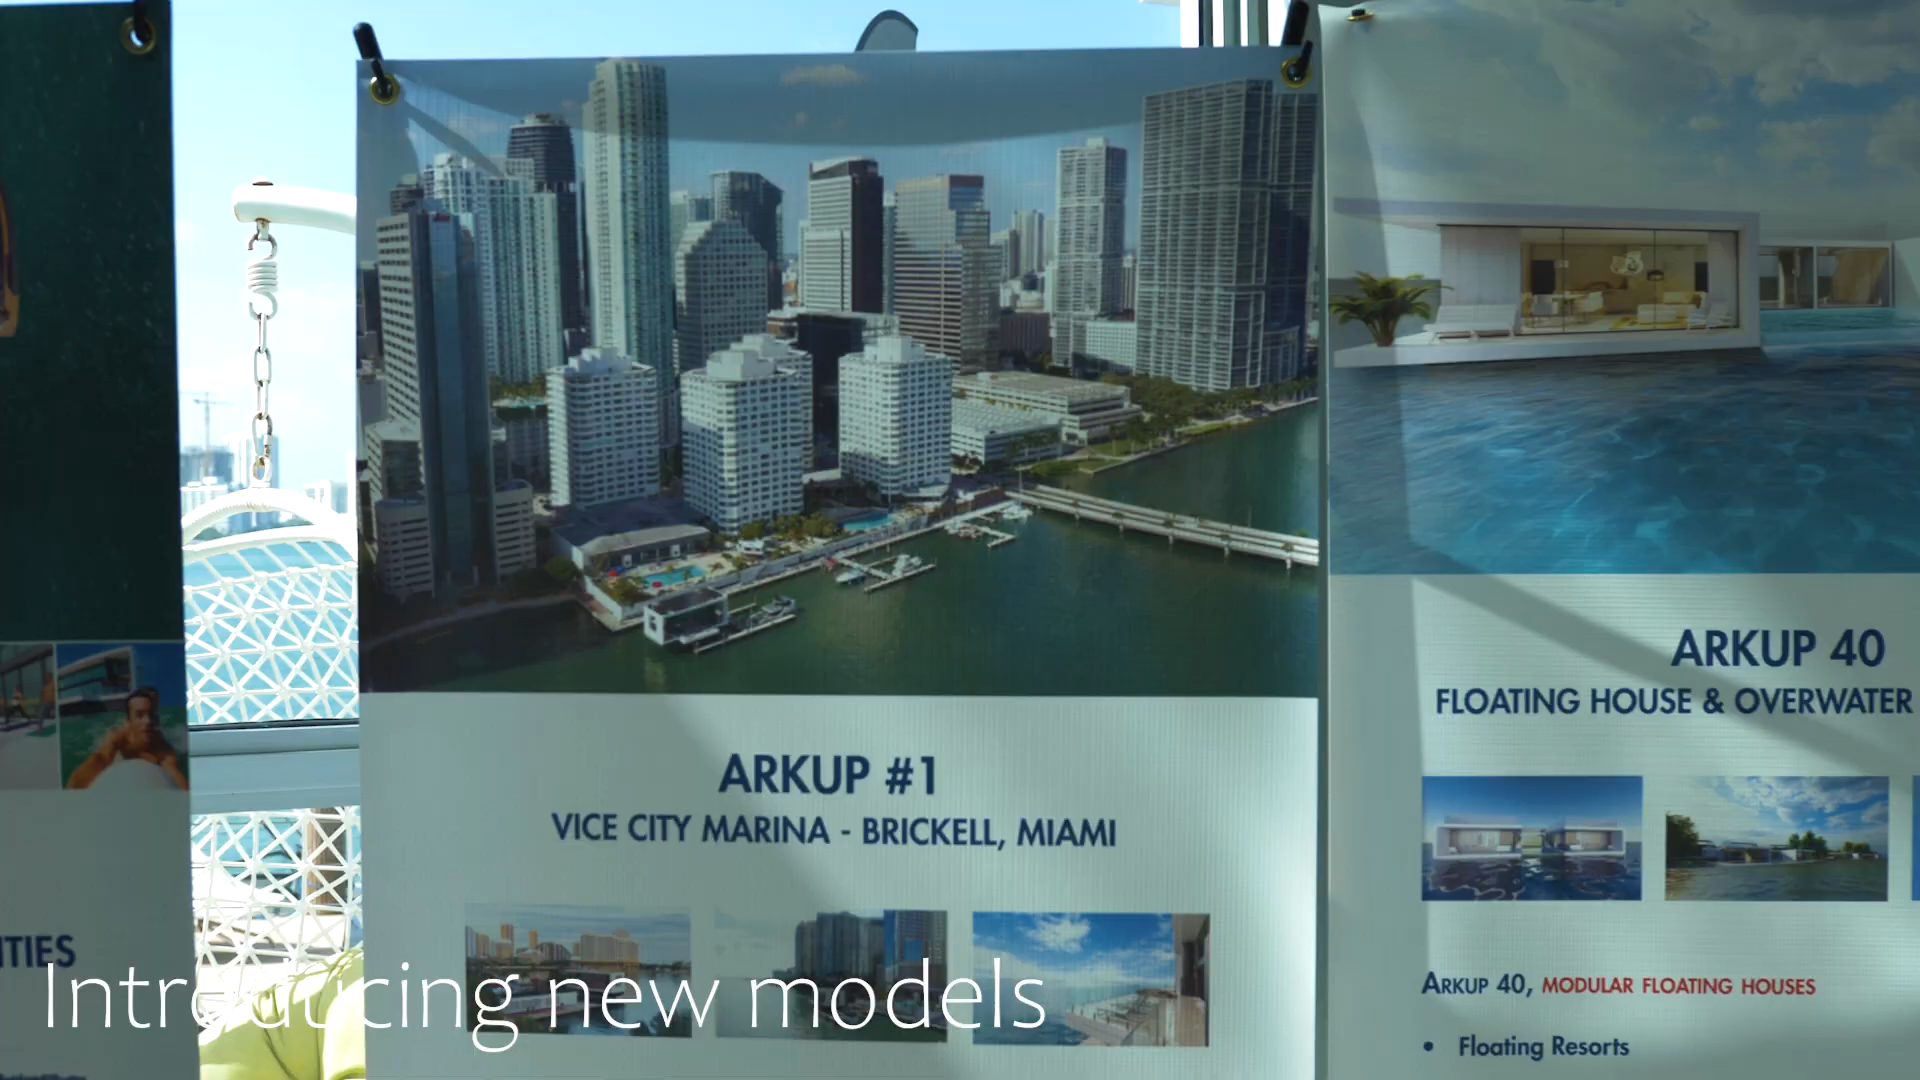 ARKUP #1
VICE CITY MARINA - BRICKELL, MIAMI
ARKUP 40
FLOATING HOUSE & OVERWATER
ARKUP 40, MODULAR FLOATING HOUSES
• Floating Resorts
ITIES
Introducing new models